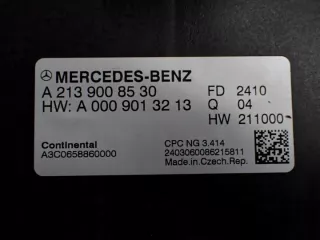 MERCEDES-BENZ
A 213 900 85 30 FD 2410
HW: A 000 901 32 13 Q 04
HW 211000
Continental CPC NG 3.414
A3C0658860000 2403060086215811
Made in Czech.Rep.